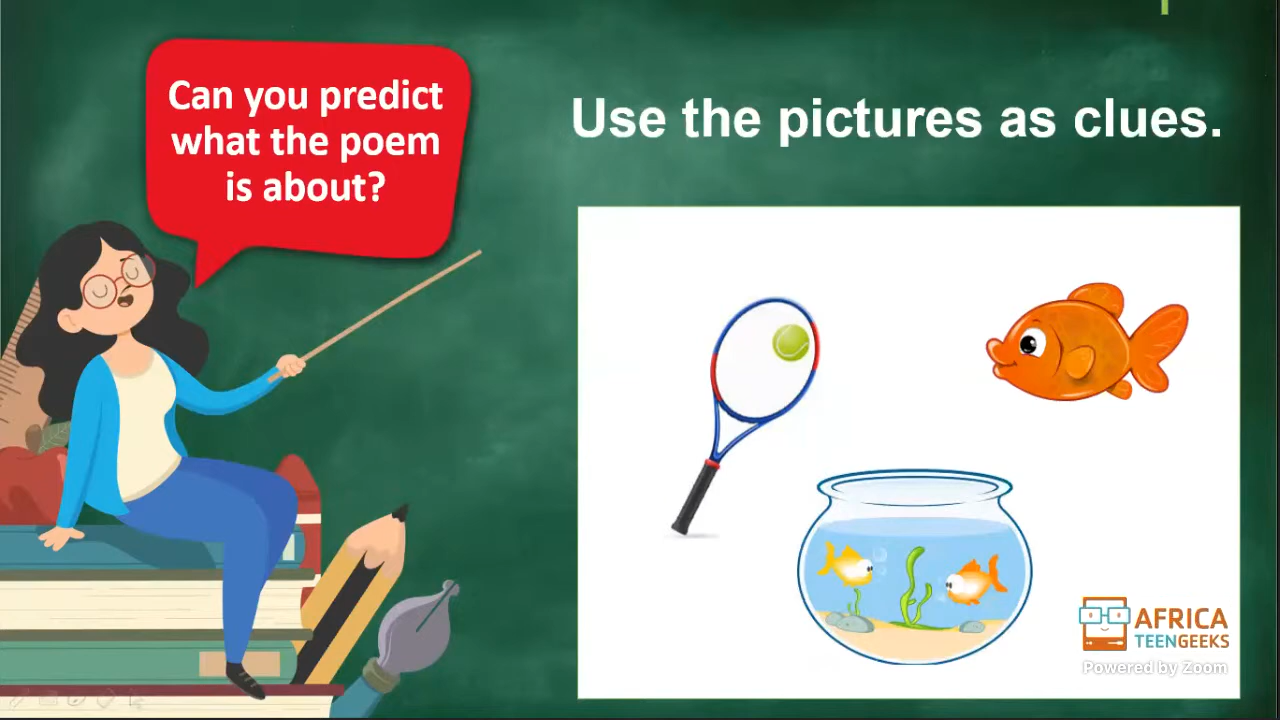 Can you predict
what the poem
is about?
Use the pictures as clues.
AFRICA
TEENGEEKS
Powered by Zoom